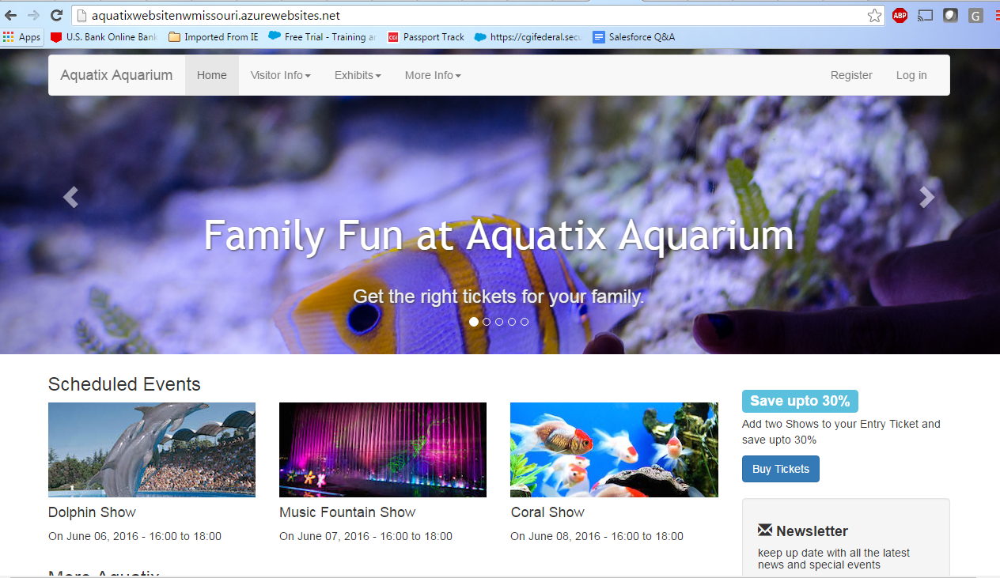 aquatixwebsitenwmissouri.azurewebsites.net
ABP
G
Apps U.S. Bank Online Bank Imported From IE Free Trial - Training a CGI Passport Track https://cgifederal.secu Salesforce Q&A
Aquatix Aquarium Home Visitor Info Exhibits More Info Register Log in
Family Fun at Aquatix Aquarium
Get the right tickets for your family.
Scheduled Events
Dolphin Show
On June 06, 2016 - 16:00 to 18:00
Music Fountain Show
On June 07, 2016 - 16:00 to 18:00
Coral Show
On June 08, 2016 - 16:00 to 18:00
Save upto 30%
Add two Shows to your Entry Ticket and
save upto 30%
Buy Tickets
Newsletter
keep up date with all the latest
news and special events
More Aquatix